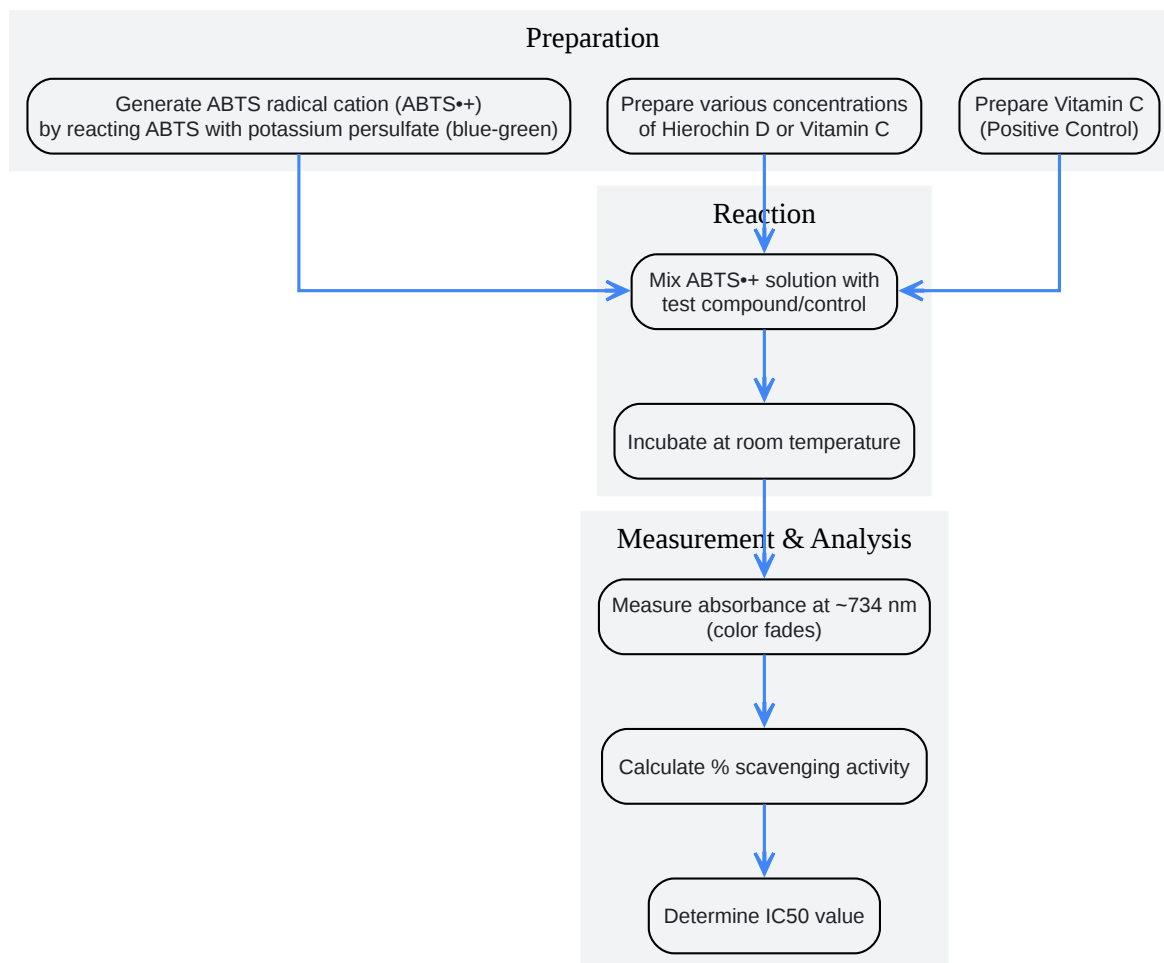 Preparation
Generate ABTS radical cation (ABTS•+)
by reacting ABTS with potassium persulfate (blue-green)
Prepare various concentrations
of Hierochin D or Vitamin C
Prepare Vitamin C
(Positive Control)
Reaction
Mix ABTS•+ solution with
test compound/control
Incubate at room temperature
Measurement & Analysis
Measure absorbance at ~734 nm
(color fades)
Calculate % scavenging activity
Determine IC50 value